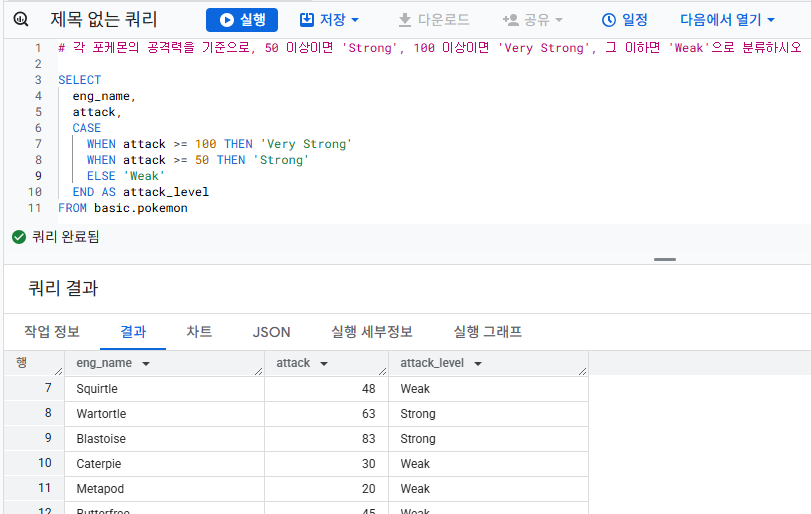 제목 없는 쿼리 실행 저장 다운로드 공유 일정 다음에서 열기
1 # 각 포케몬의 공격력을 기준으로, 50 이상이면 'Strong', 100 이상이면 'Very Strong', 그 이하면 'Weak'으로 분류하시오
2
3 SELECT
4 eng_name,
5 attack,
6 CASE
7 WHEN attack >= 100 THEN 'Very Strong'
8 WHEN attack >= 50 THEN 'Strong'
9 ELSE 'Weak'
10 END AS attack_level
11 FROM basic.pokemon
쿼리 완료됨
쿼리 결과
작업 정보 결과 차트 JSON 실행 세부정보 실행 그래프
행 eng_name attack attack_level
7 Squirtle 48 Weak
8 Wartortle 63 Strong
9 Blastoise 83 Strong
10 Caterpie 30 Weak
11 Metapod 20 Weak
12 Butterfree 45 Weak